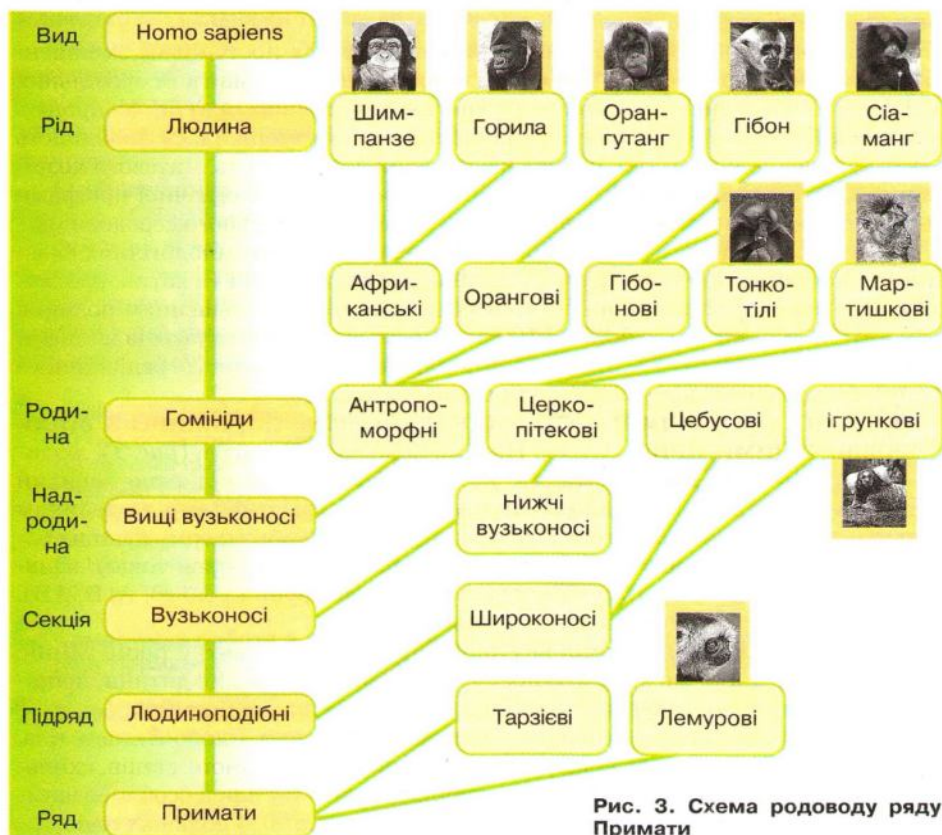 Вид
Homo sapiens
Рід
Людина
Шим-
панзе
Горила
Оран-
гутанг
Гібон
Сіа-
манг
Афри-
канські
Орангові
Гібо-
нові
Тонко-
тілі
Мар-
тишкові
Роди-
на
Гомініди
Антропо-
морфні
Церко-
пітекові
Цебусові
Ігрункові
Над-
роди-
на
Вищі вузьконосі
Нижчі
вузьконосі
Секція
Вузьконосі
Широконосі
Підряд
Людиноподібні
Тарзієві
Лемурові
Ряд
Примати
Рис. 3. Схема родоводу ряду
Примати